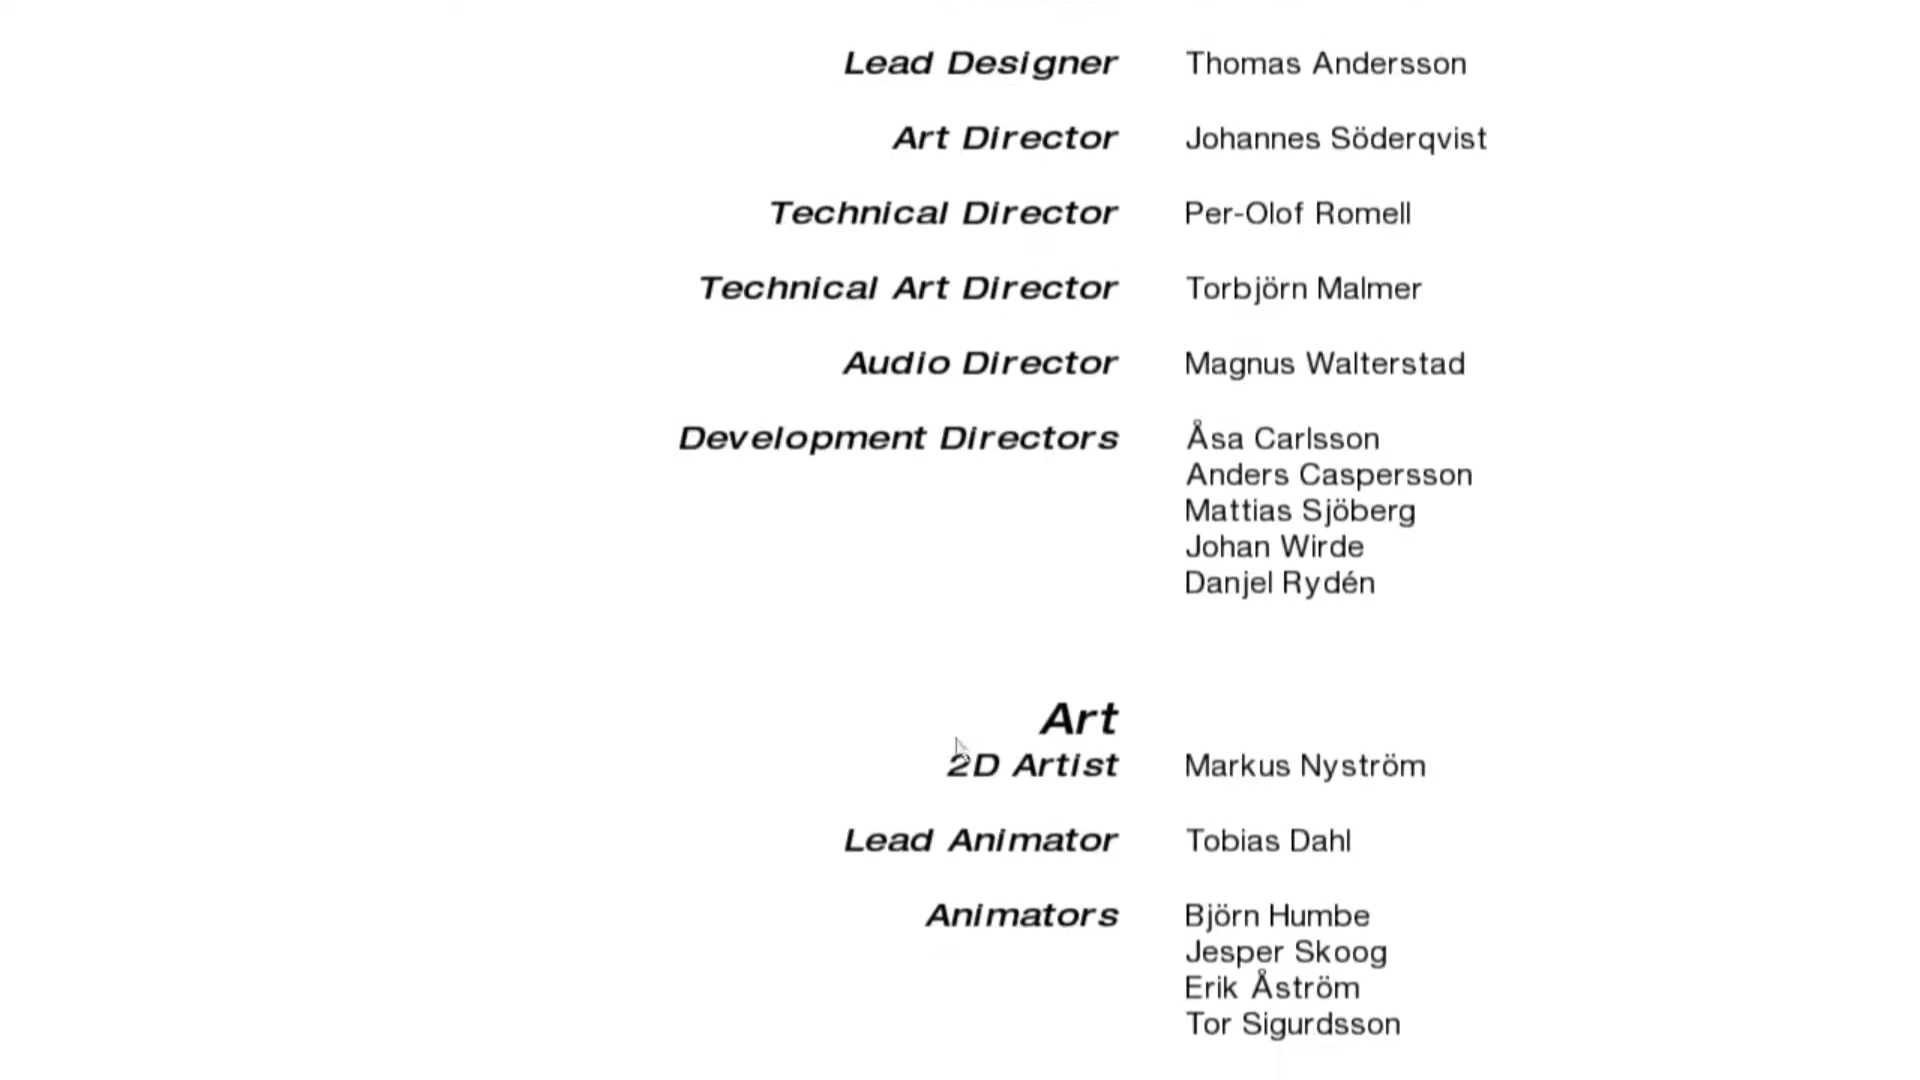 Lead Designer Thomas Andersson
Art Director Johannes Söderqvist
Technical Director Per-Olof Romell
Technical Art Director Torbjörn Malmer
Audio Director Magnus Walterstad
Development Directors Åsa Carlsson
Anders Caspersson
Mattias Sjöberg
Johan Wirde
Danjel Rydén
Art
2D Artist Markus Nyström
Lead Animator Tobias Dahl
Animators Björn Humbe
Jesper Skoog
Erik Åström
Tor Sigurdsson